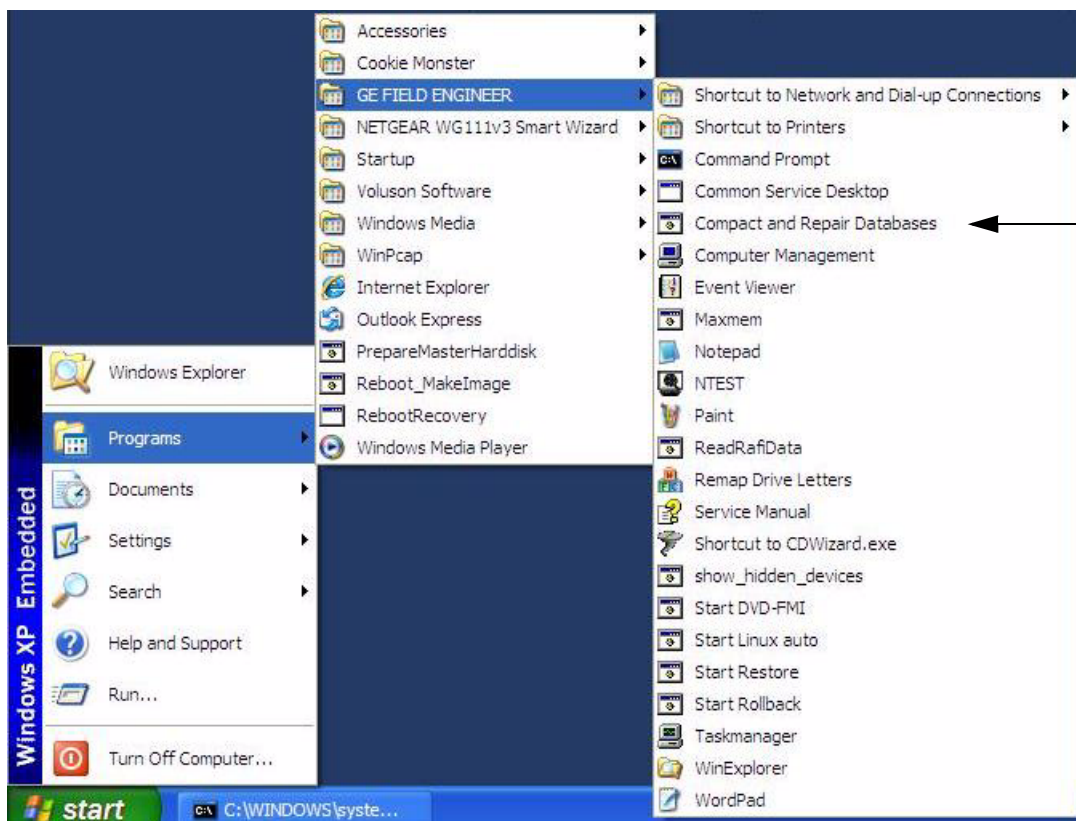 Accessories
Cookie Monster
GE FIELD ENGINEER
NETGEAR WG111v3 Smart Wizard
Startup
Voluson Software
Windows Media
WinPcap
Internet Explorer
Outlook Express
PrepareMasterHarddisk
Reboot_MakeImage
RebootRecovery
Windows Media Player
Shortcut to Network and Dial-up Connections
Shortcut to Printers
Command Prompt
Common Service Desktop
Compact and Repair Databases
Computer Management
Event Viewer
Maxmem
Notepad
NTEST
Paint
ReadRafiData
Remap Drive Letters
Service Manual
Shortcut to CDWizard.exe
show_hidden_devices
Start DVD-FMI
Start Linux auto
Start Restore
Start Rollback
Taskmanager
WinExplorer
WordPad
Windows XP Embedded
Windows Explorer
Programs
Documents
Settings
Search
Help and Support
Run...
Turn Off Computer...
start
C:\WINDOWS\syste...